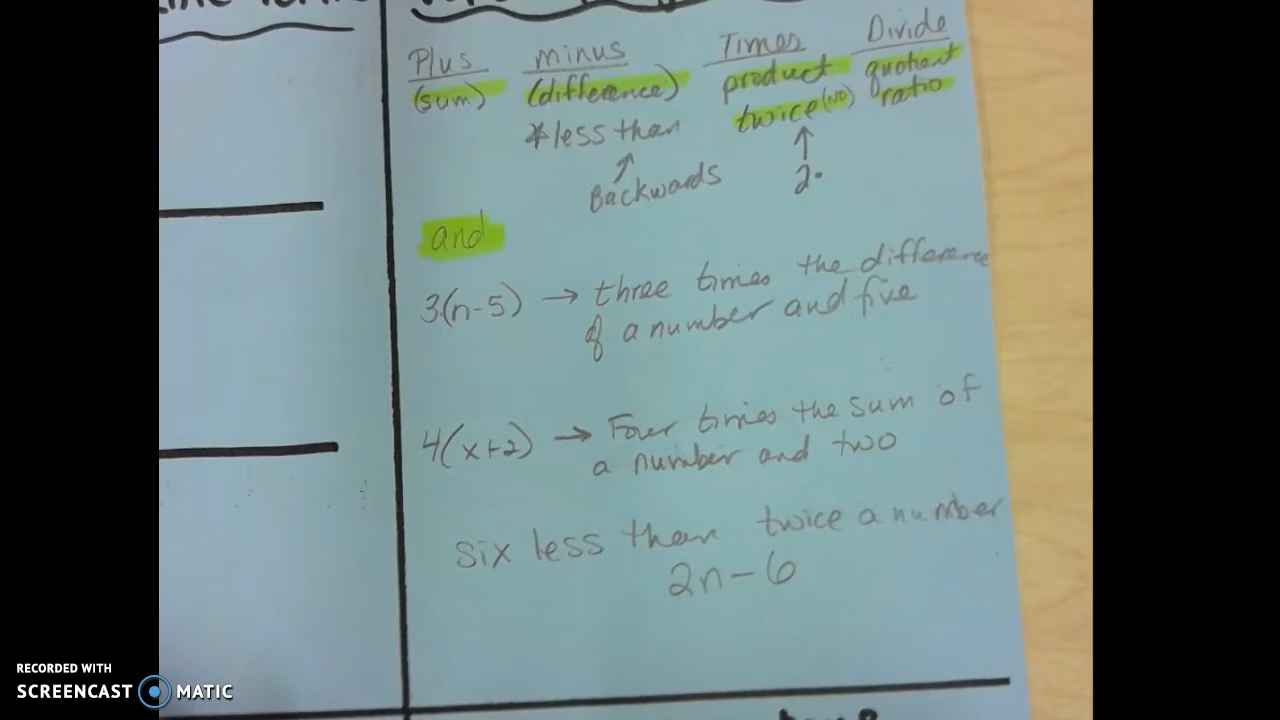 Plus minus Times Divide
(sum) (difference) product quotient
*less than twice (NO) ratio
↑ ↑
Backwards 2·
and
3(n-5) → three times the difference
of a number and five
4(x+2) → Four times the sum of
a number and two
six less than twice a number
2n-6
RECORDED WITH
SCREENCAST MATIC